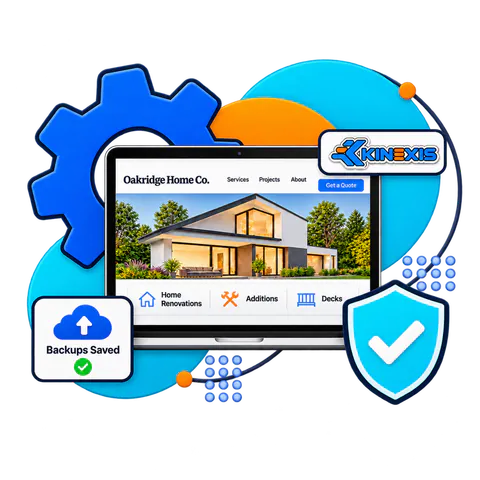 KINEXIS
Oakridge Home Co. Services Projects About Get a Quote
Home
Renovations
Additions
Decks
Backups Saved